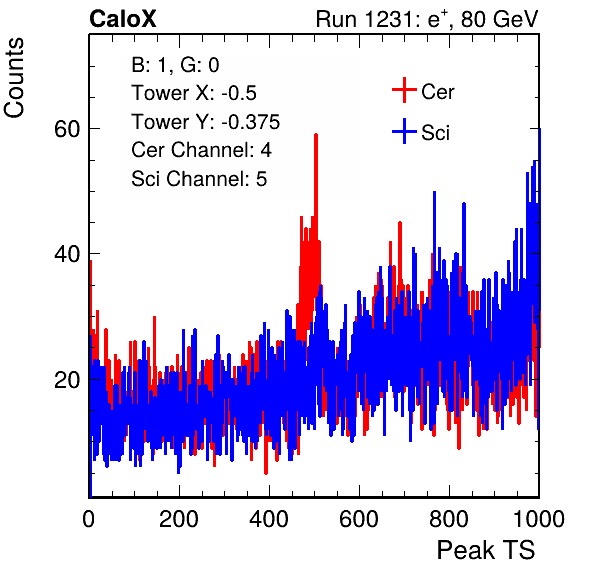 CaloX Run 1231: e⁺, 80 GeV
Counts
B: 1, G: 0
Tower X: -0.5
Tower Y: -0.375
Cer Channel: 4
Sci Channel: 5
Cer
Sci
60
40
20
0 200 400 600 800 1000
Peak TS